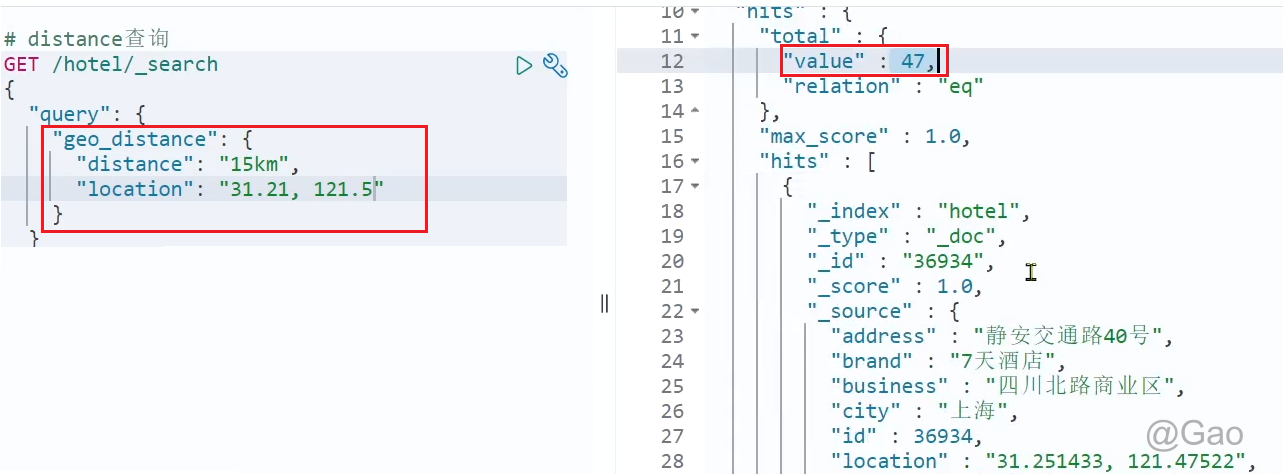 # distance查询
GET /hotel/_search
{
"query": {
"geo_distance": {
"distance": "15km",
"location": "31.21, 121.5"
}
}
10 "hits" : {
11 "total" : {
12 "value" : 47,
13 "relation" : "eq"
14 },
15 "max_score" : 1.0,
16 "hits" : [
17 {
18 "_index" : "hotel",
19 "_type" : "_doc",
20 "_id" : "36934",
21 "_score" : 1.0,
22 "_source" : {
23 "address" : "静安交通路40号",
24 "brand" : "7天酒店",
25 "business" : "四川北路商业区",
26 "city" : "上海",
27 "id" : 36934,
28 "location" : "31.251433, 121.47522",
@Gao